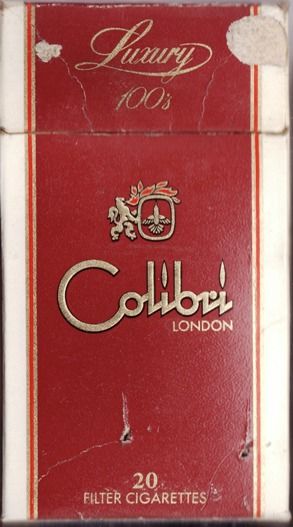 Luxury
100's
Colibri
LONDON
20
FILTER CIGARETTES